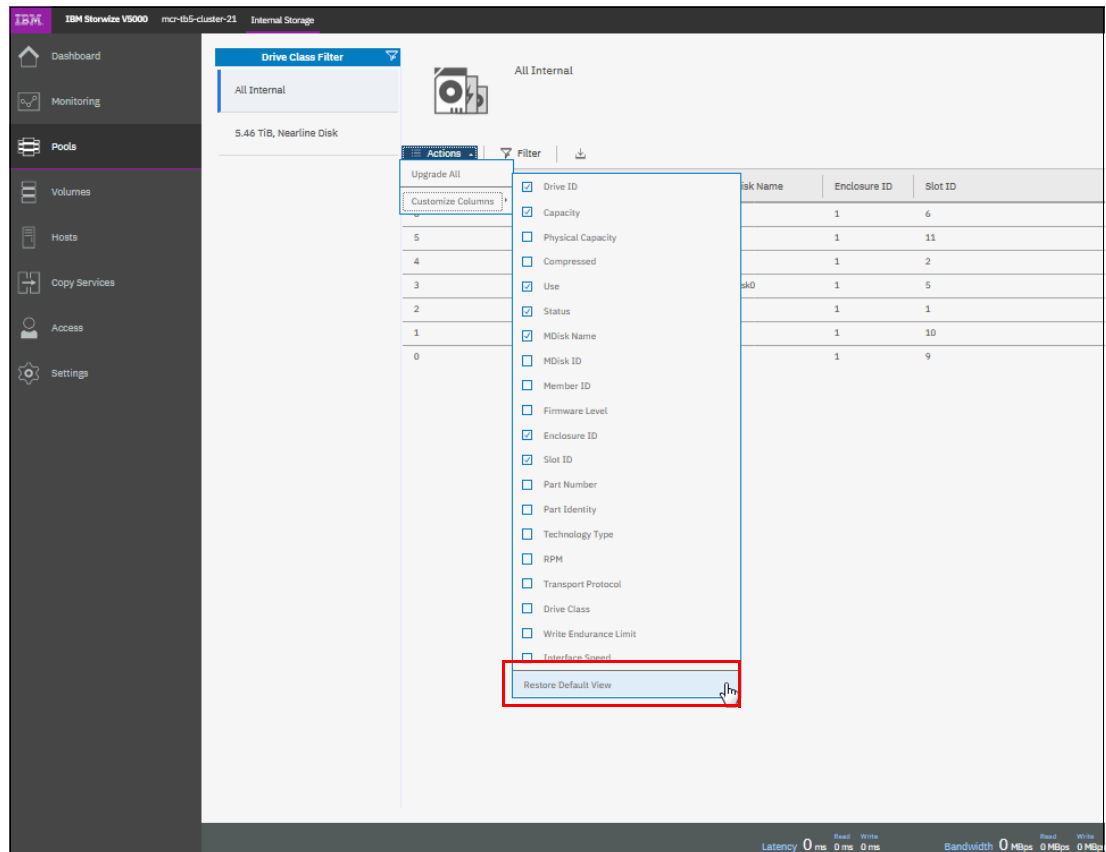 IBM IBM Storwize V5000 mcr-tb5-cluster-21 Internal Storage
Dashboard
Monitoring
Pools
Volumes
Hosts
Copy Services
Access
Settings
Drive Class Filter
All Internal
5.46 TiB, Nearline Disk
All Internal
Actions Filter
Upgrade All
Customize Columns
Drive ID
Capacity
Physical Capacity
Compressed
Use
Status
MDisk Name
MDisk ID
Member ID
Firmware Level
Enclosure ID
Slot ID
Part Number
Part Identity
Technology Type
RPM
Transport Protocol
Drive Class
Write Endurance Limit
Interface Speed
Restore Default View
isk Name Enclosure ID Slot ID
1 6
5 1 11
4 1 2
3 sk0 1 5
2 1 1
1 1 10
0 1 9
Read Write Read Write
Latency 0 ms 0 ms 0 ms Bandwidth 0 MBps 0 MBps 0 MBp